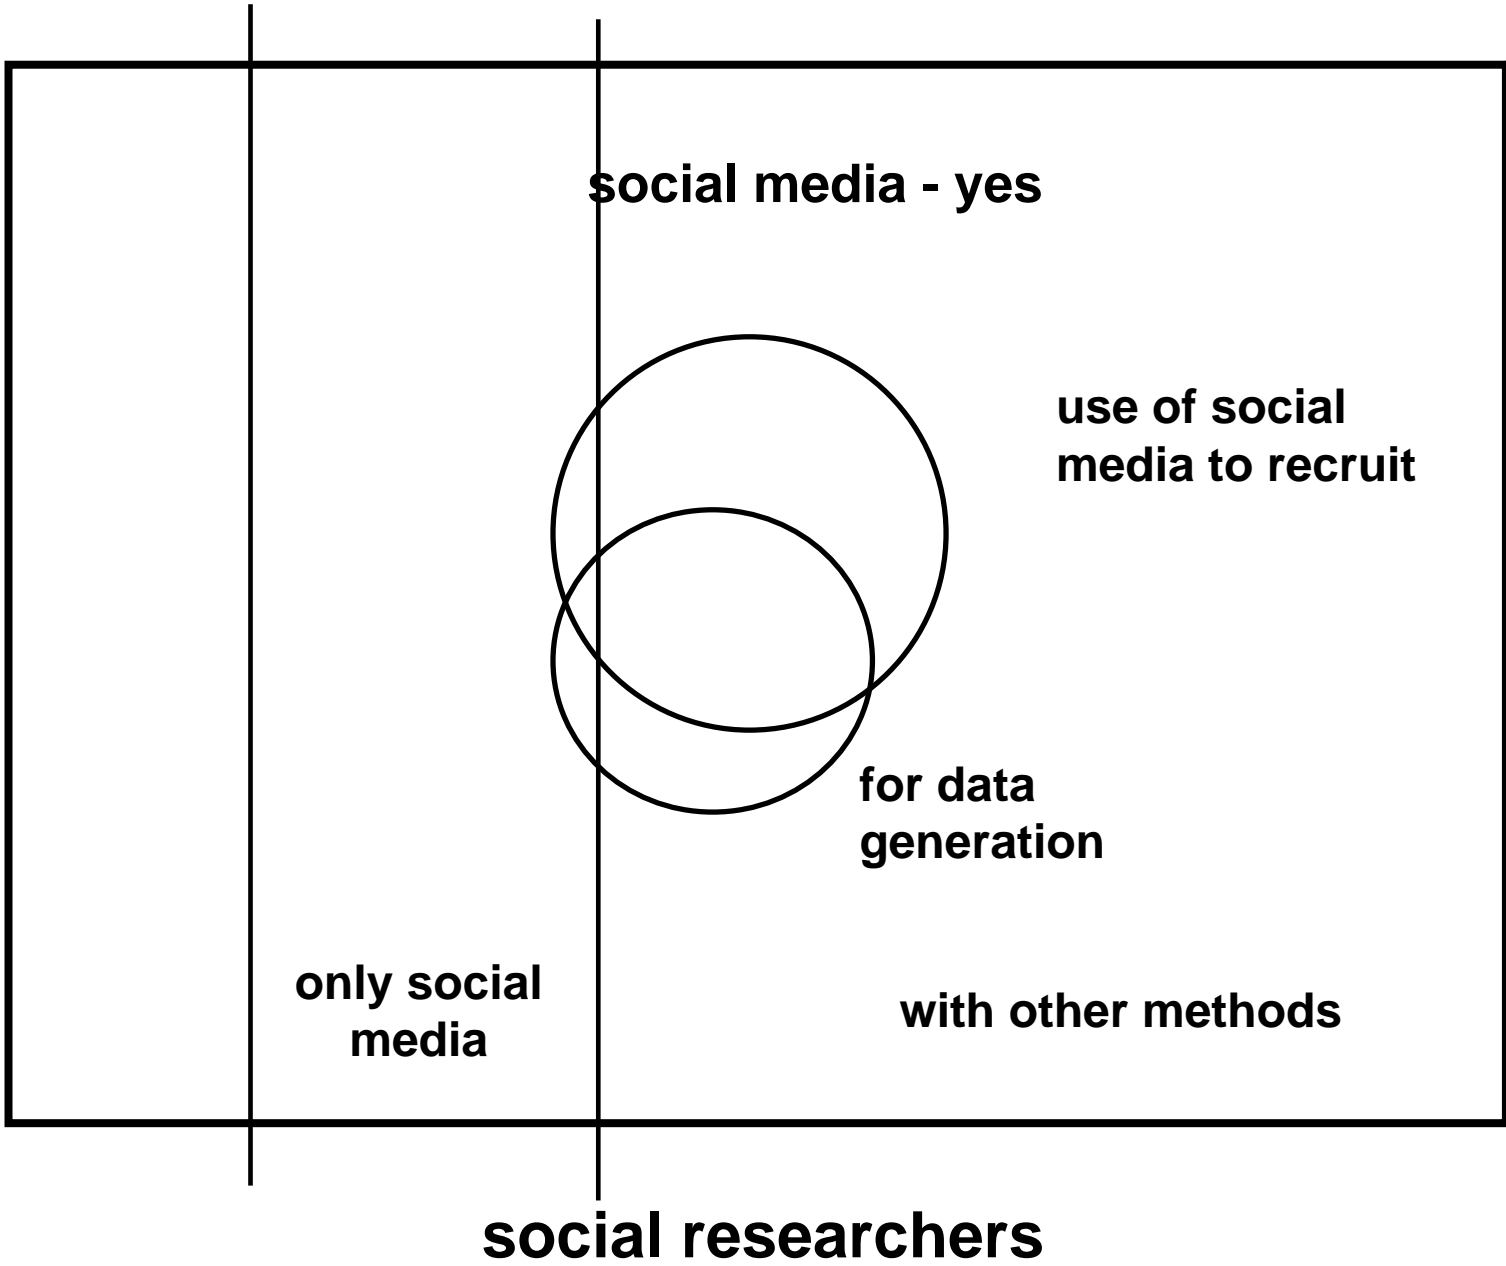 social media - yes
use of social
media to recruit
for data
generation
only social
media
with other methods
social researchers